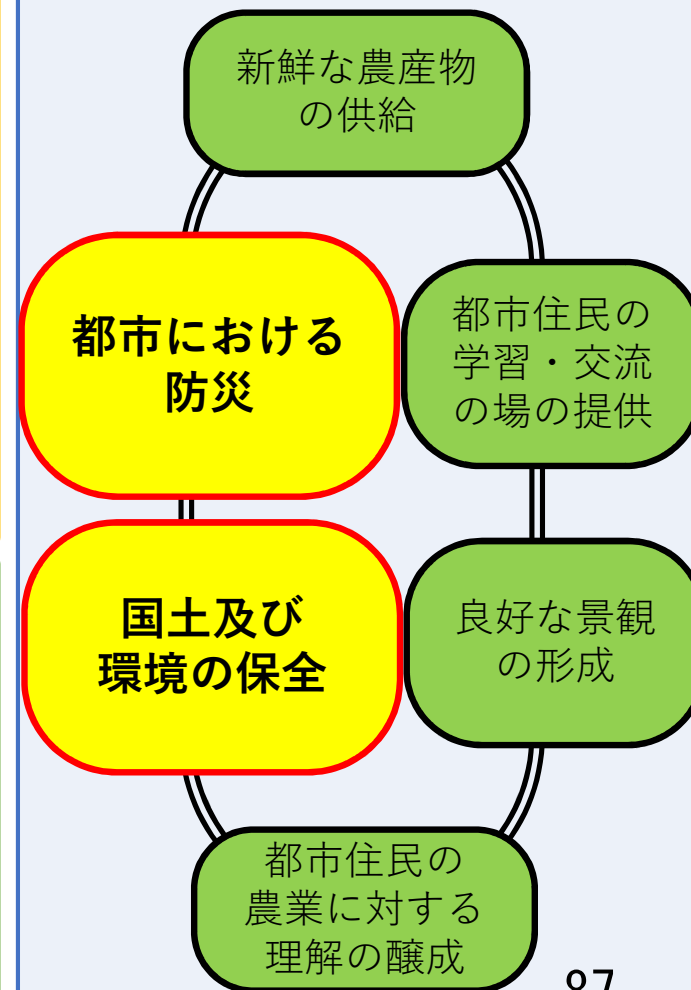 新鮮な農産物
の供給
都市における
防災
都市住民の
学習・交流
の場の提供
国土及び
環境の保全
良好な景観
の形成
都市住民の
農業に対する
理解の醸成
87